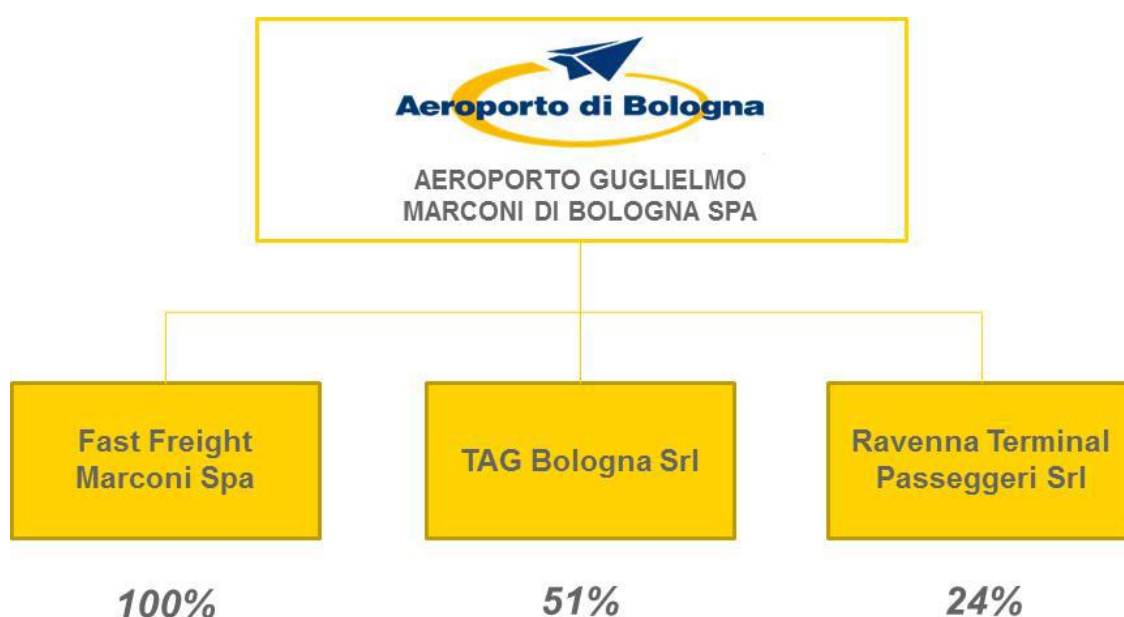 Aeroporto di Bologna
AEROPORTO GUGLIELMO
MARCONI DI BOLOGNA SPA
Fast Freight
Marconi Spa
TAG Bologna Srl
Ravenna Terminal
Passeggeri Srl
100%
51%
24%